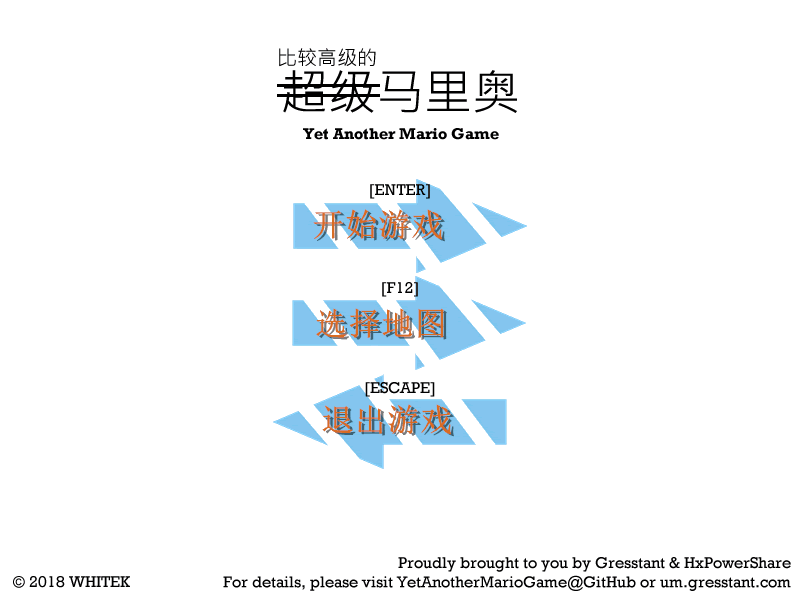 比较高级的
超级马里奥
Yet Another Mario Game
[ENTER]
开始游戏
[F12]
选择地图
[ESCAPE]
退出游戏
Proudly brought to you by Gresstant & HxPowerShare
© 2018 WHITEK
For details, please visit YetAnotherMarioGame@GitHub or um.gresstant.com